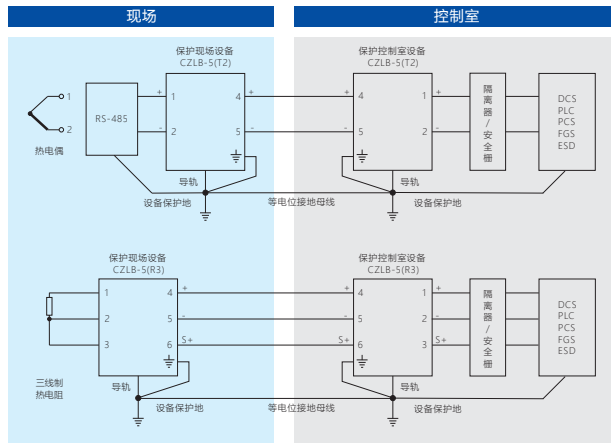 现场
控制室
保护现场设备
CZLB-5(T2)
保护控制室设备
CZLB-5(T2)
1
2
热电偶
RS-485
+
-
1
2
4
5
+
-
+
-
4
5
1
2
+
-
隔离器/安全栅
DCS
PLC
PCS
FGS
ESD
导轨
导轨
设备保护地
等电位接地母线
设备保护地
保护现场设备
CZLB-5(R3)
保护控制室设备
CZLB-5(R3)
三线制
热电阻
1
2
3
4
5
6
+
-
S+
+
-
S+
4
5
6
1
2
3
+
-
S+
隔离器/安全栅
DCS
PLC
PCS
FGS
ESD
导轨
导轨
设备保护地
等电位接地母线
设备保护地